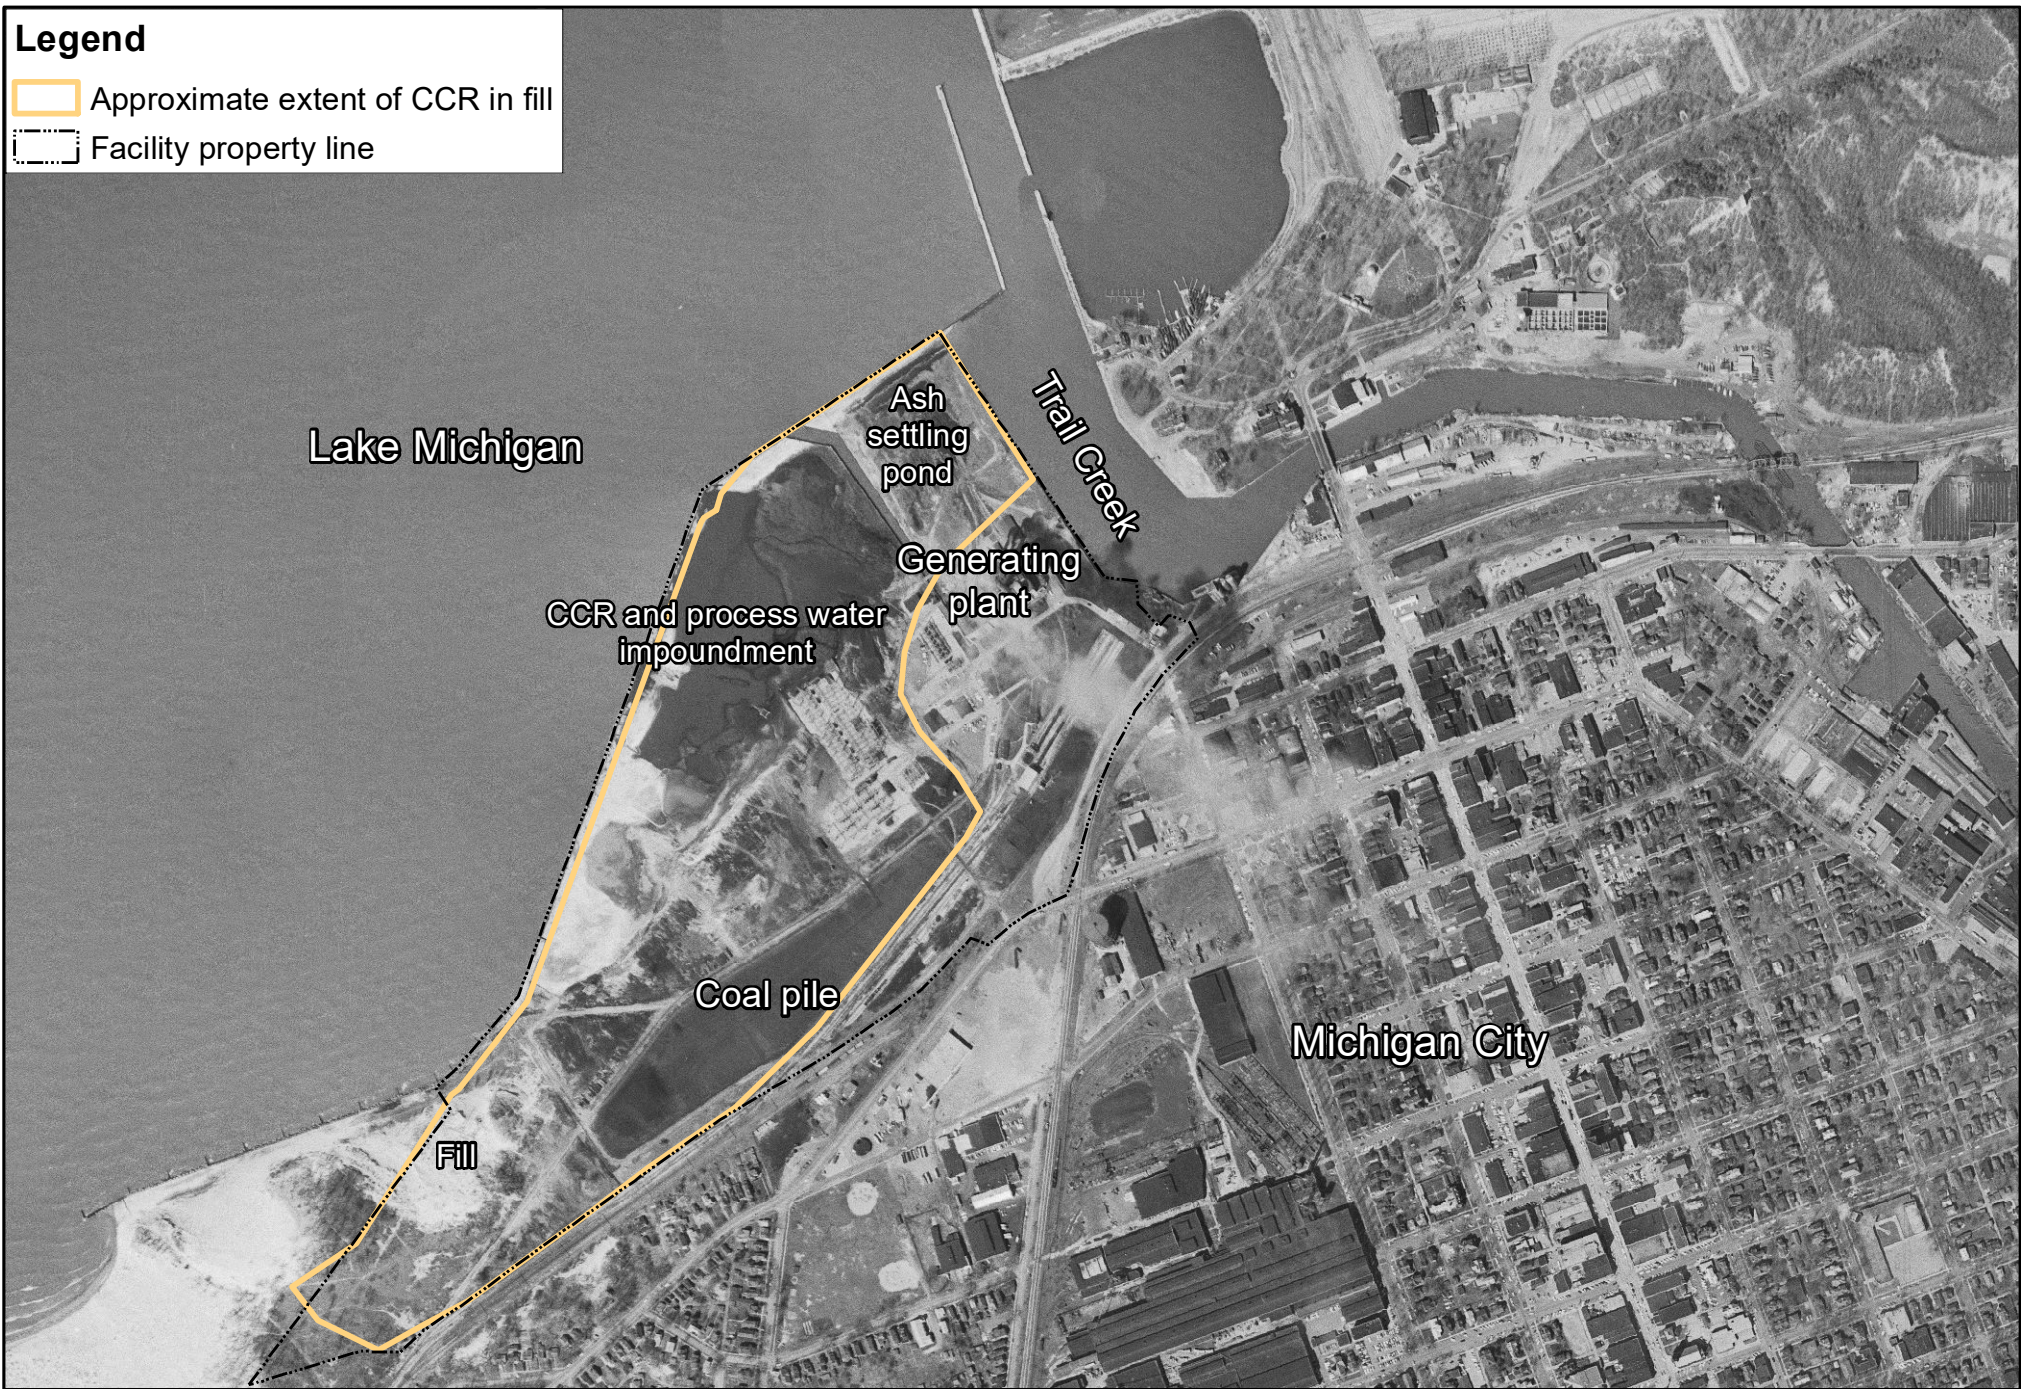 Legend
Approximate extent of CCR in fill
Facility property line
Lake Michigan
Ash
settling
pond
Trail Creek
Generating
plant
CCR and process water
impoundment
Coal pile
Michigan City
Fill